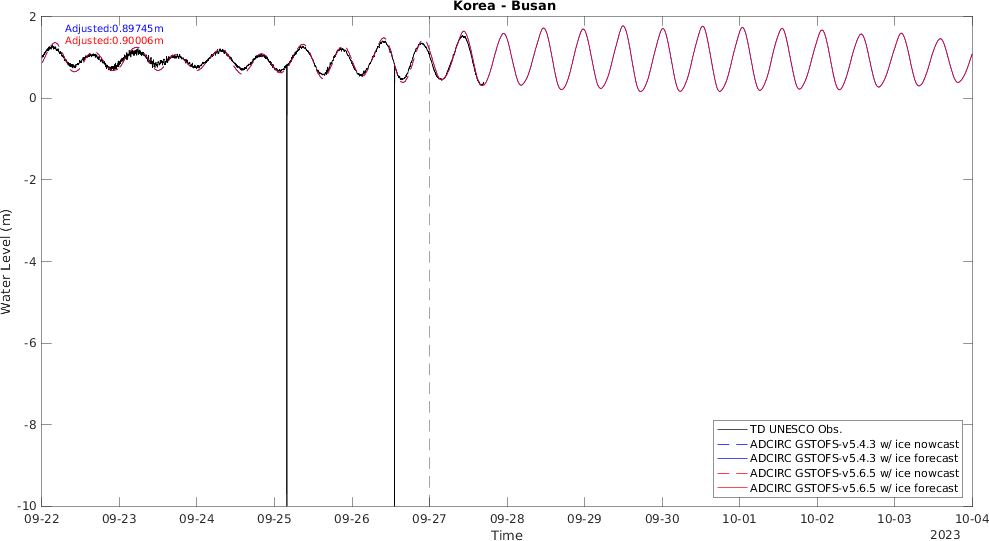 Korea - Busan
Adjusted:0.89745m
Adjusted:0.90006m
2
0
-2
-4
-6
-8
-10
Water Level (m)
TD UNESCO Obs.
ADCIRC GSTOFS-v5.4.3 w/ ice nowcast
ADCIRC GSTOFS-v5.4.3 w/ ice forecast
ADCIRC GSTOFS-v5.6.5 w/ ice nowcast
ADCIRC GSTOFS-v5.6.5 w/ ice forecast
09-22 09-23 09-24 09-25 09-26 09-27 09-28 09-29 09-30 10-01 10-02 10-03 10-04
Time
2023